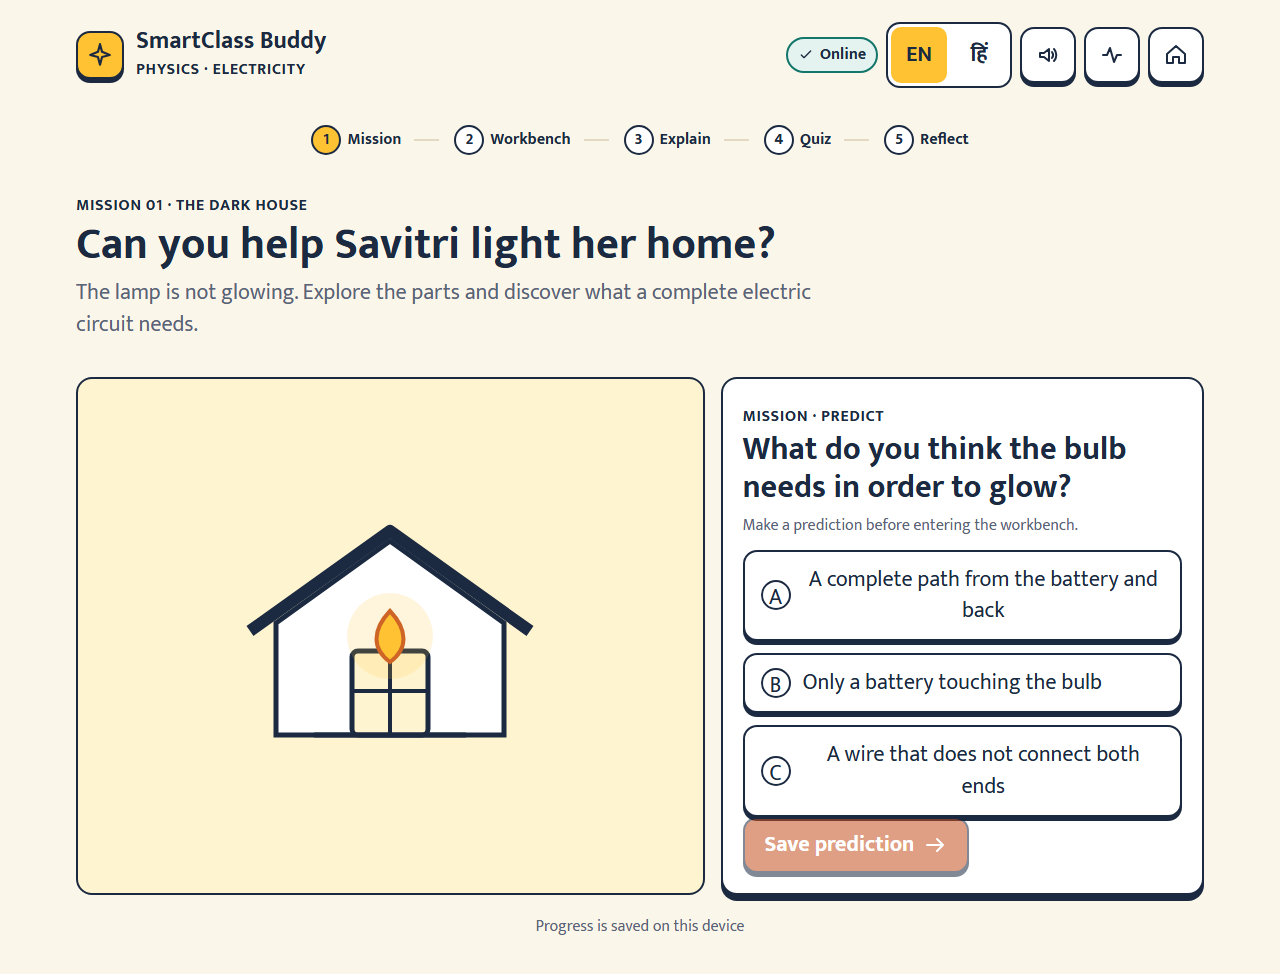 SmartClass Buddy
PHYSICS · ELECTRICITY
Online
EN
हिं
1 Mission
2 Workbench
3 Explain
4 Quiz
5 Reflect
MISSION 01 · THE DARK HOUSE
Can you help Savitri light her home?
The lamp is not glowing. Explore the parts and discover what a complete electric
circuit needs.
MISSION · PREDICT
What do you think the bulb
needs in order to glow?
Make a prediction before entering the workbench.
A A complete path from the battery and
back
B Only a battery touching the bulb
C A wire that does not connect both
ends
Save prediction →
Progress is saved on this device